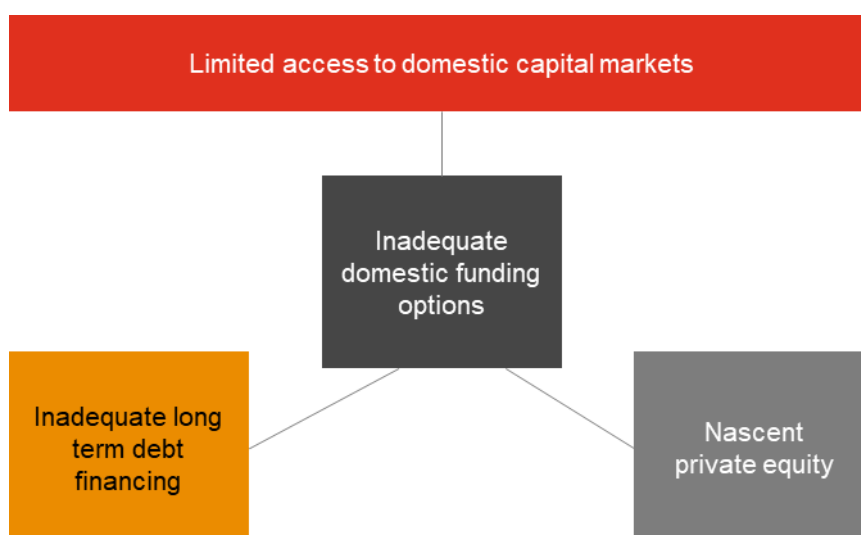 Limited access to domestic capital markets
Inadequate
domestic funding
options
Inadequate long
term debt
financing
Nascent
private equity